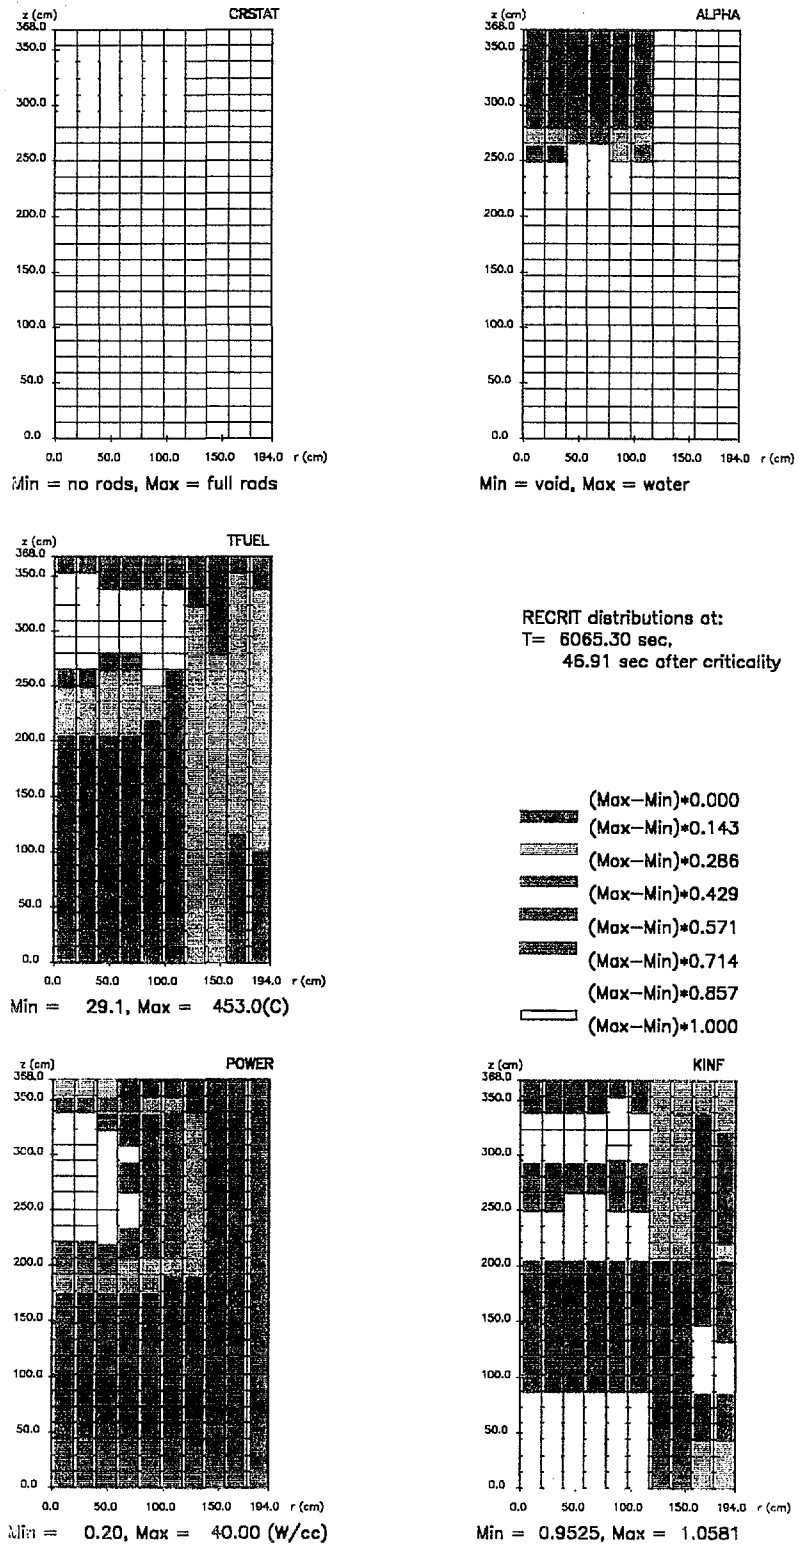 z (cm) CRSTAT
368.0
350.0
300.0
250.0
200.0
150.0
100.0
50.0
0.0
0.0 50.0 100.0 150.0 194.0 r (cm)
Min = no rods, Max = full rods
z (cm) ALPHA
368.0
350.0
300.0
250.0
200.0
150.0
100.0
50.0
0.0
0.0 50.0 100.0 150.0 194.0 r (cm)
Min = void, Max = water
z (cm) TFUEL
368.0
350.0
300.0
250.0
200.0
150.0
100.0
50.0
0.0
0.0 50.0 100.0 150.0 194.0 r (cm)
Min = 29.1, Max = 453.0(C)
RECRIT distributions at:
T= 6065.30 sec,
46.91 sec after criticality
(Max-Min)*0.000
(Max-Min)*0.143
(Max-Min)*0.286
(Max-Min)*0.429
(Max-Min)*0.571
(Max-Min)*0.714
(Max-Min)*0.857
(Max-Min)*1.000
z (cm) POWER
368.0
350.0
300.0
250.0
200.0
150.0
100.0
50.0
0.0
0.0 50.0 100.0 150.0 194.0 r (cm)
Min = 0.20, Max = 40.00 (W/cc)
z (cm) KINF
368.0
350.0
300.0
250.0
200.0
150.0
100.0
50.0
0.0
0.0 50.0 100.0 150.0 194.0 r (cm)
Min = 0.9525, Max = 1.0581